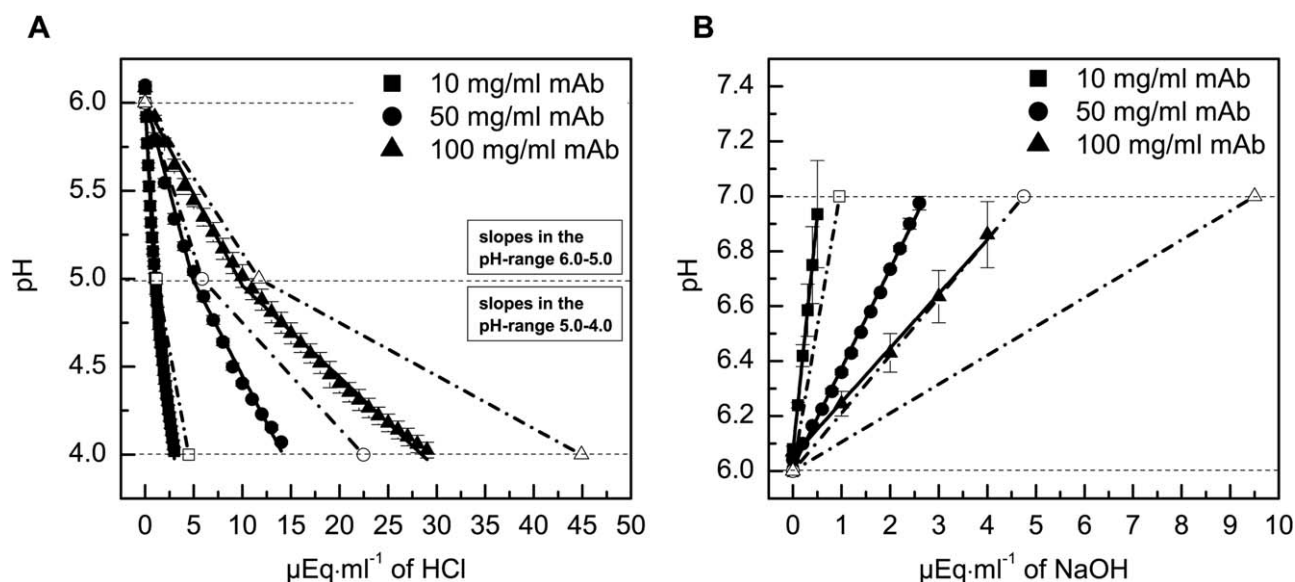 A
10 mg/ml mAb
50 mg/ml mAb
100 mg/ml mAb
slopes in the
pH-range 6.0-5.0
slopes in the
pH-range 5.0-4.0
pH
6.0
5.5
5.0
4.5
4.0
0 5 10 15 20 25 30 35 40 45 50
µEq·ml⁻¹ of HCl
B
10 mg/ml mAb
50 mg/ml mAb
100 mg/ml mAb
pH
7.4
7.2
7.0
6.8
6.6
6.4
6.2
6.0
0 1 2 3 4 5 6 7 8 9 10
µEq·ml⁻¹ of NaOH